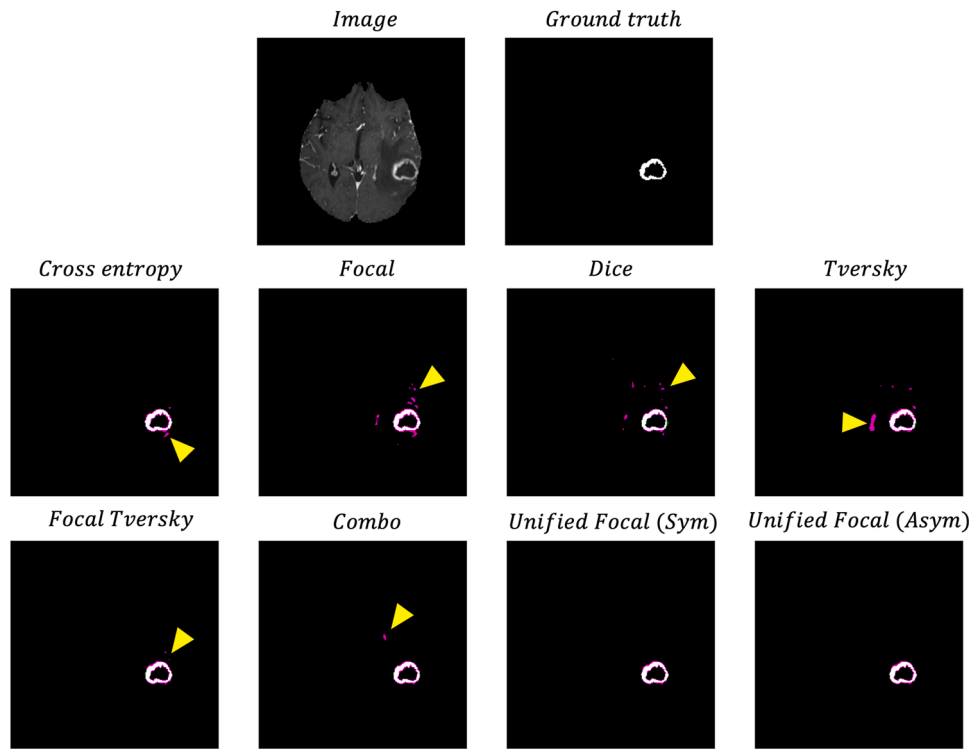 Image
Ground truth
Cross entropy
Focal
Dice
Tversky
Focal Tversky
Combo
Unified Focal (Sym)
Unified Focal (Asym)